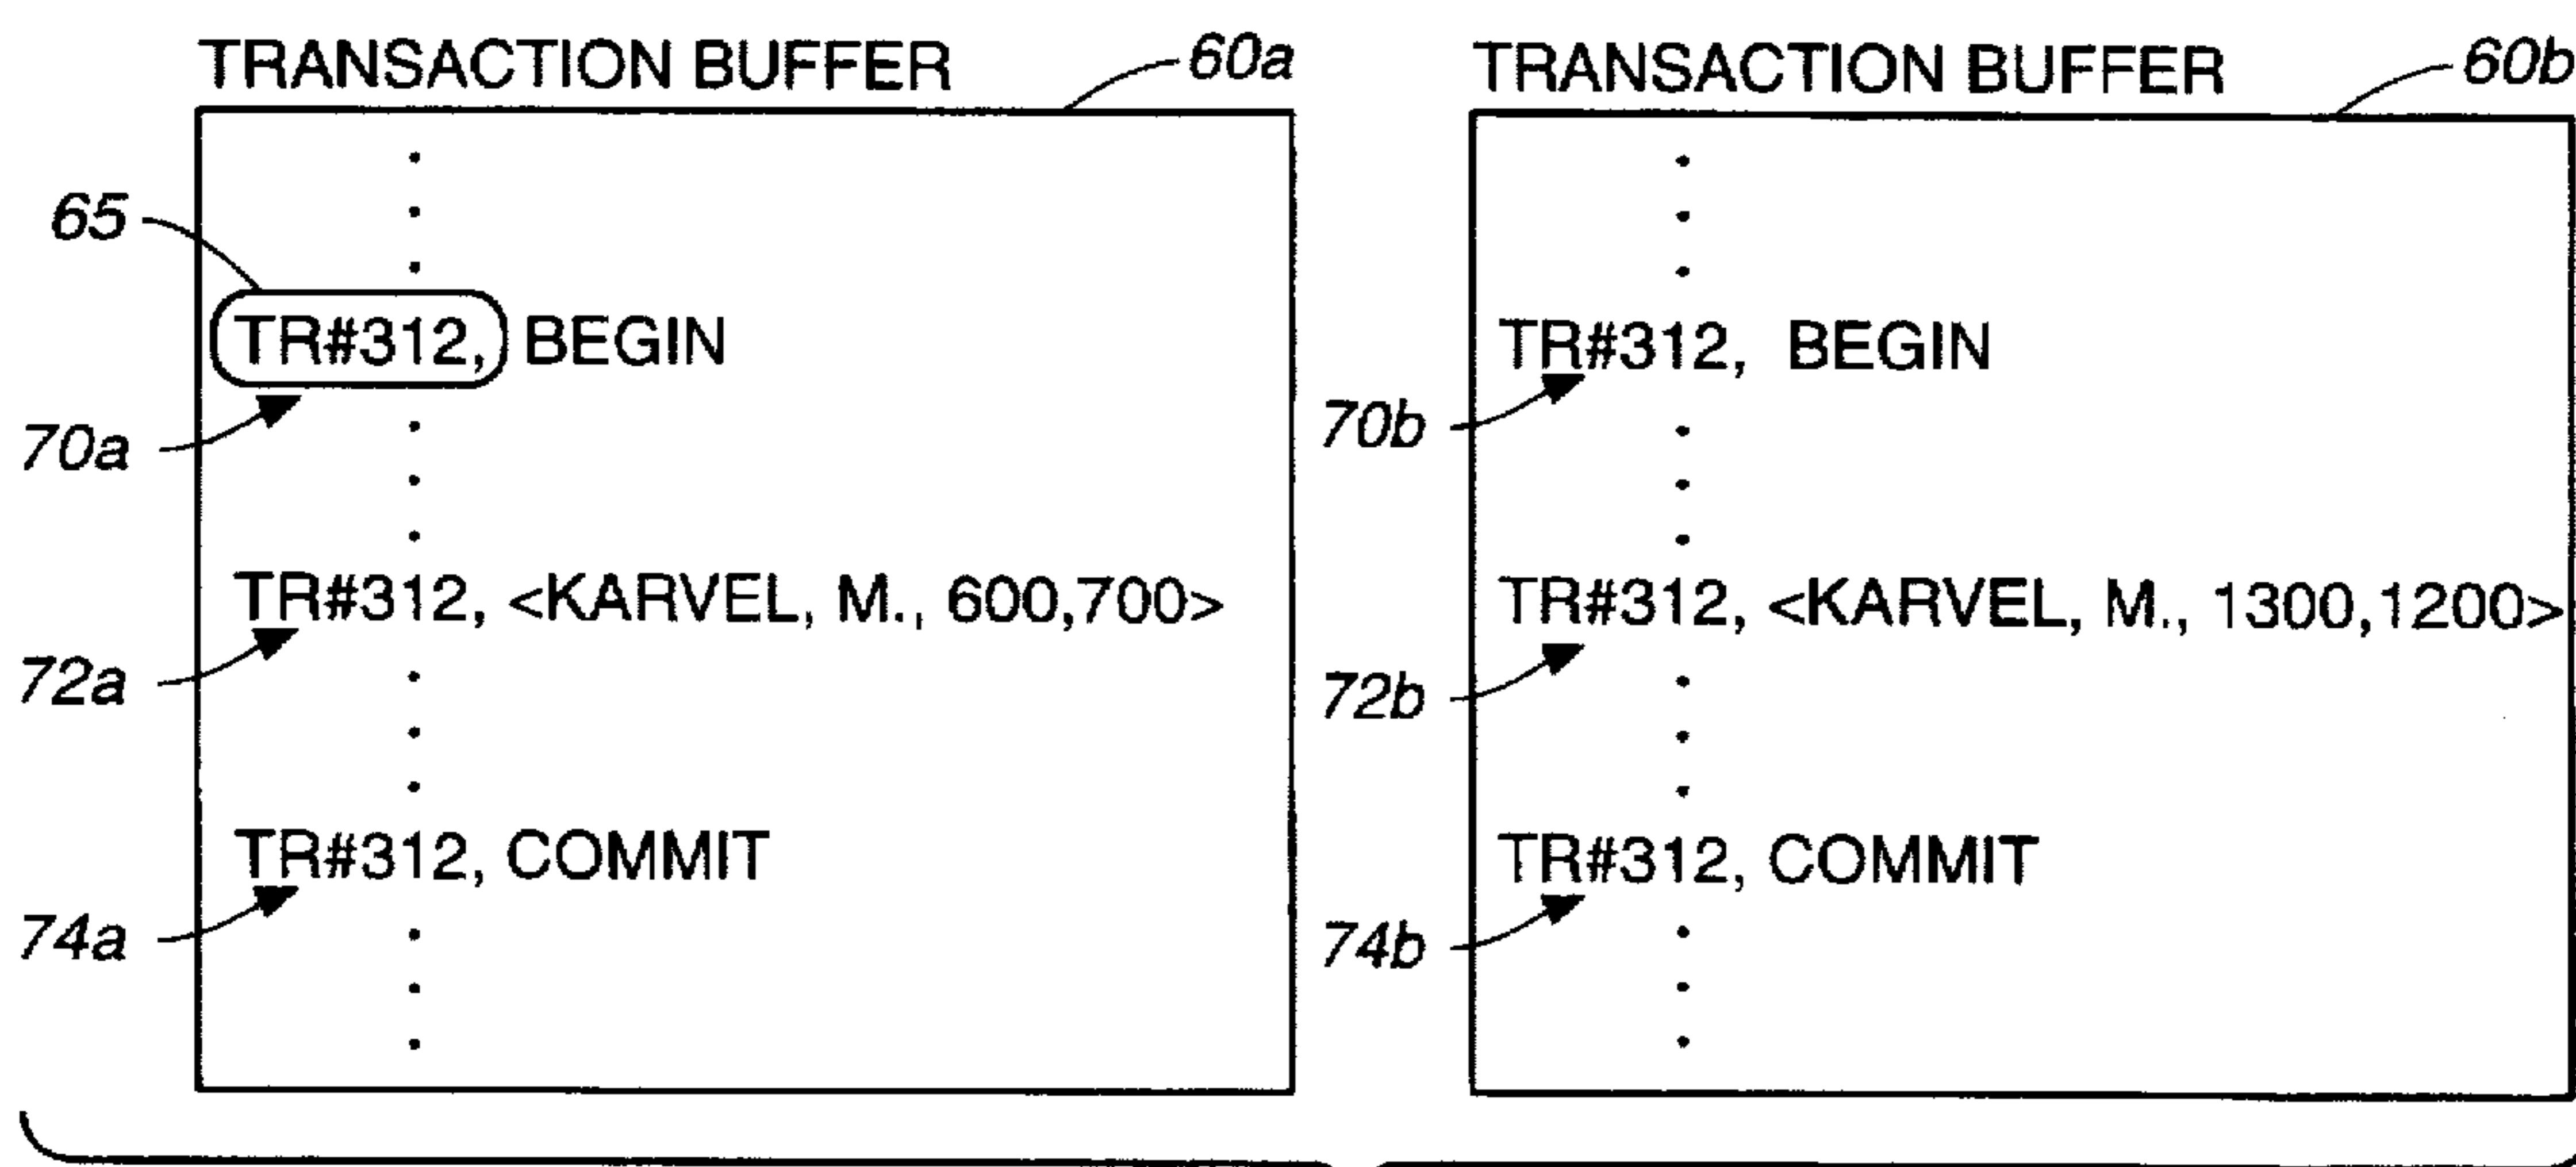 TRANSACTION BUFFER
60a
65
TR#312, BEGIN
70a
TR#312, <KARVEL, M., 600,700>
72a
TR#312, COMMIT
74a
TRANSACTION BUFFER
60b
TR#312, BEGIN
70b
TR#312, <KARVEL, M., 1300,1200>
72b
TR#312, COMMIT
74b